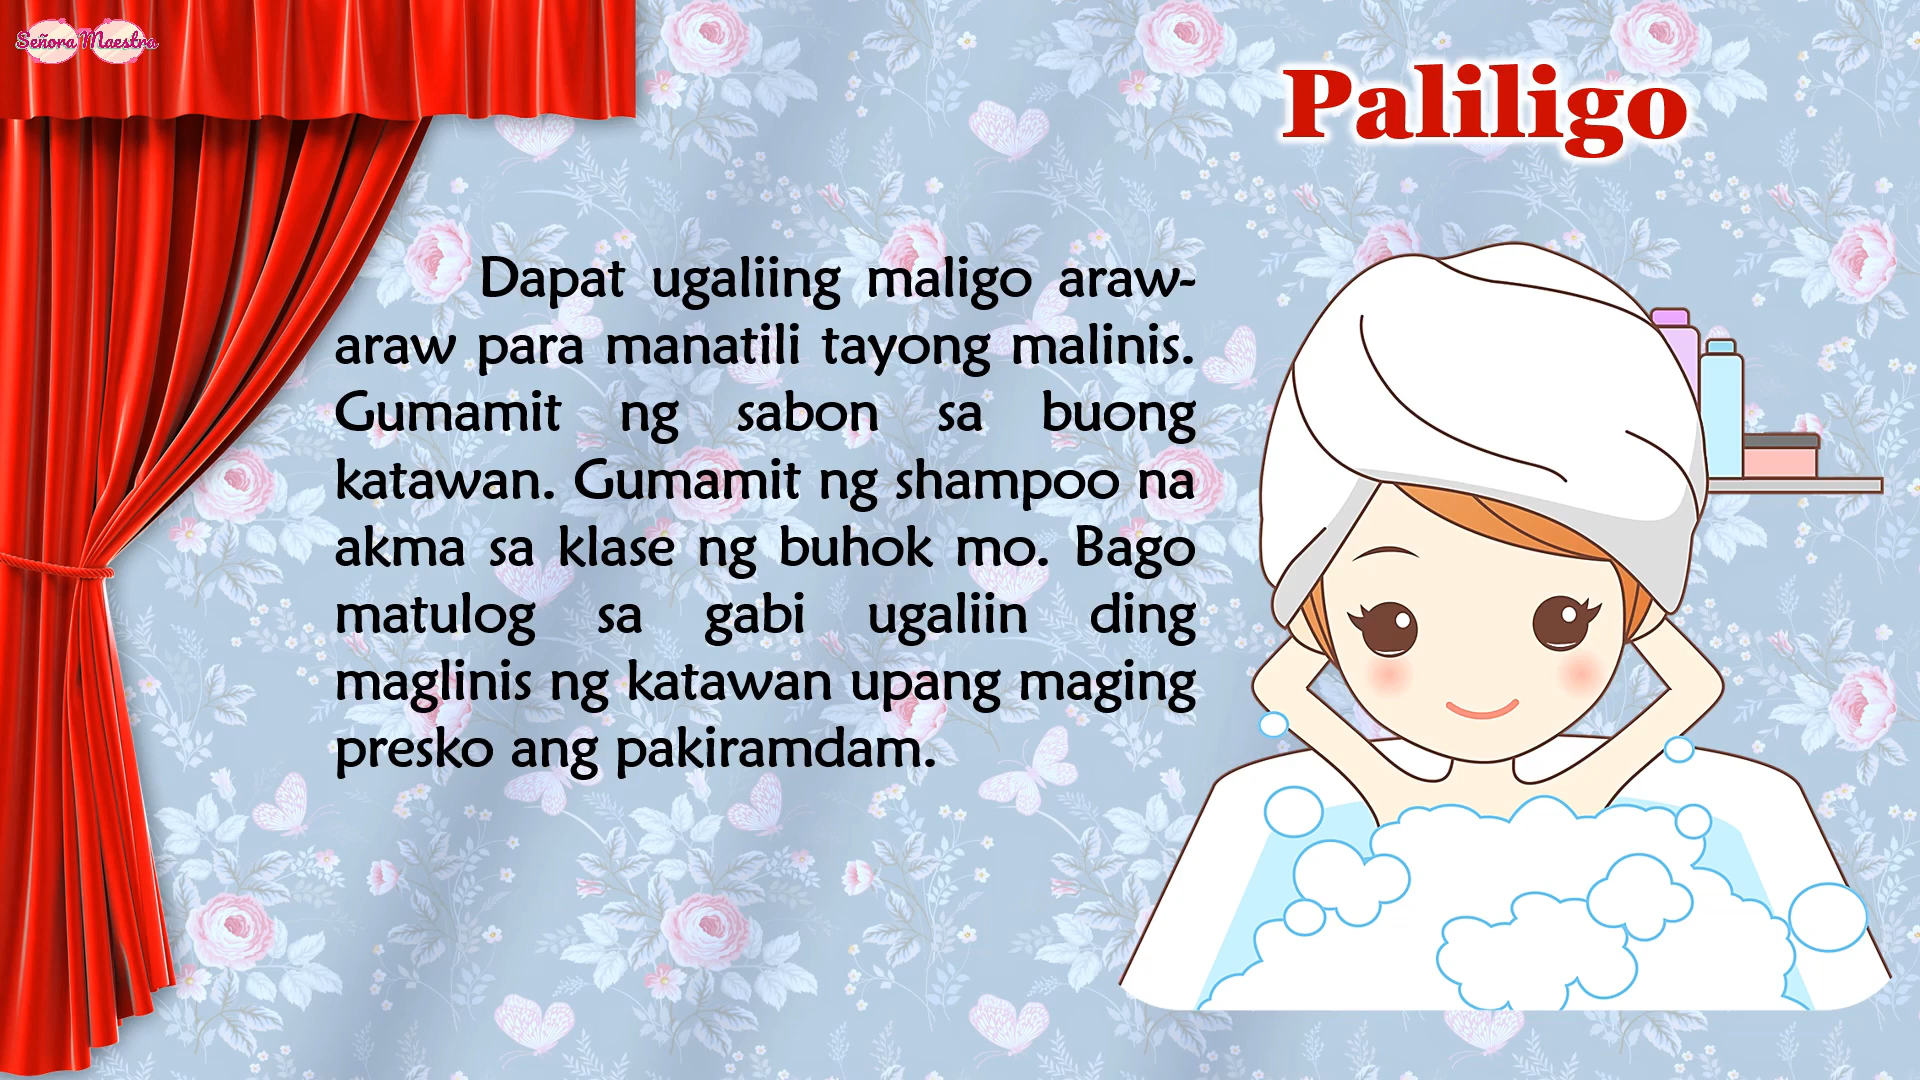 Señora Maestra
Paliligo
Dapat ugaliing maligo araw-
araw para manatili tayong malinis.
Gumamit ng sabon sa buong
katawan. Gumamit ng shampoo na
akma sa klase ng buhok mo. Bago
matulog sa gabi ugaliin ding
maglinis ng katawan upang maging
presko ang pakiramdam.